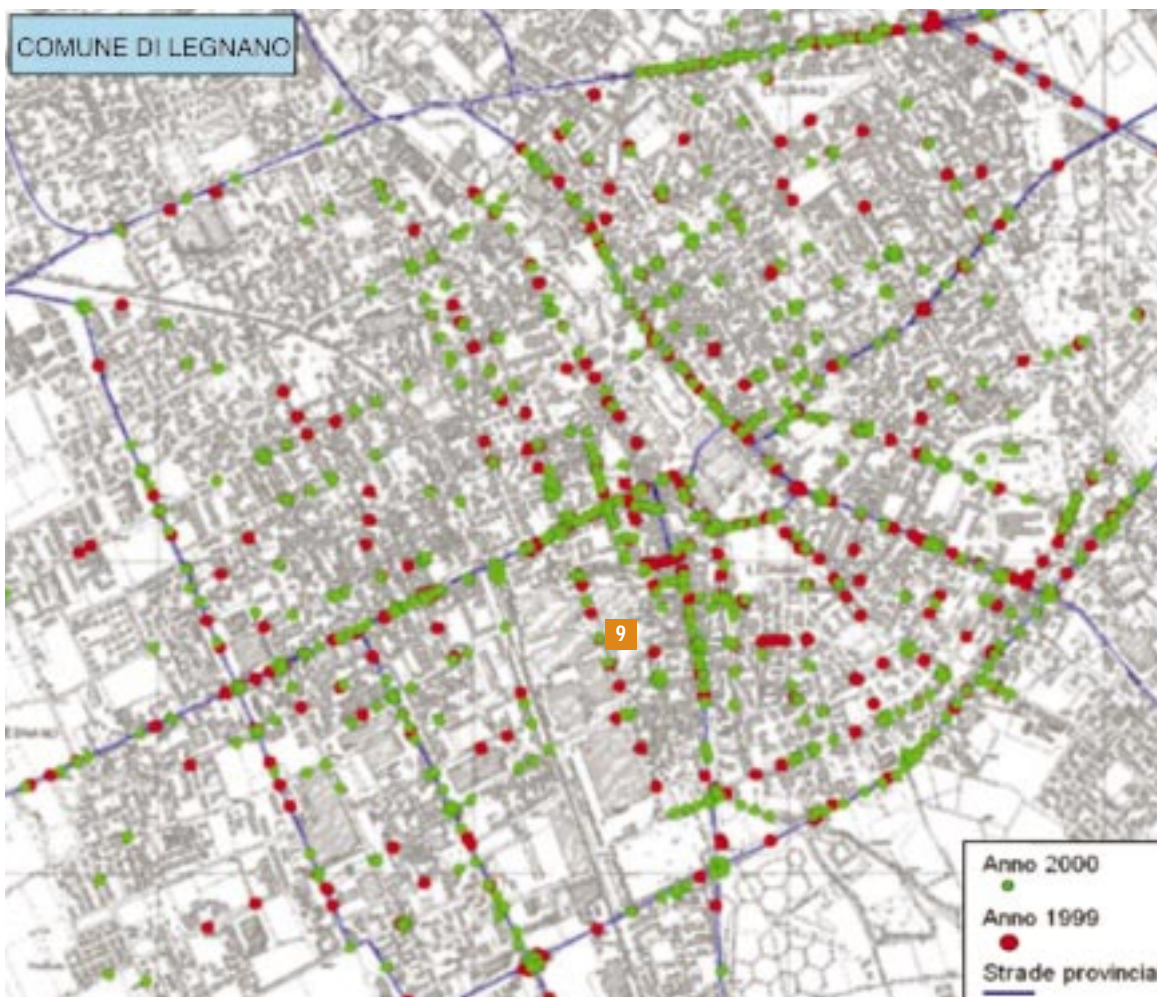 COMUNE DI LEGNANO
9
Anno 2000
Anno 1999
Strade provincia